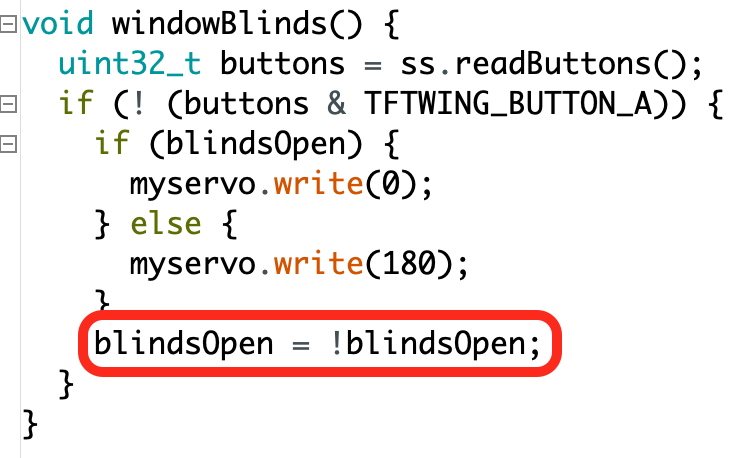 void windowBlinds() {
  uint32_t buttons = ss.readButtons();
  if (! (buttons & TFTWING_BUTTON_A)) {
    if (blindsOpen) {
      myservo.write(0);
    } else {
      myservo.write(180);
    }
    blindsOpen = !blindsOpen;
  }
}